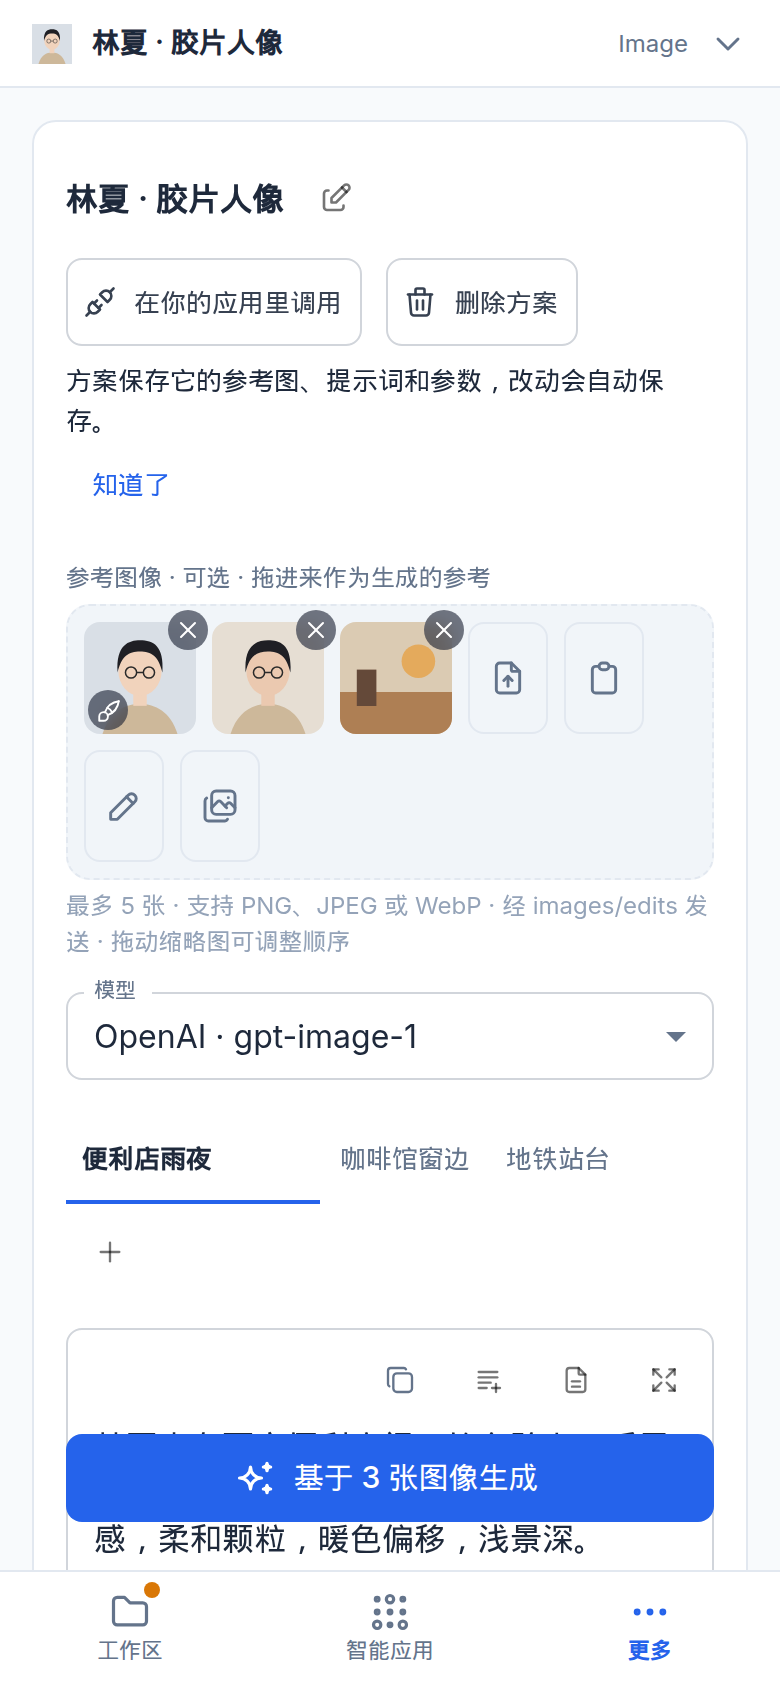 林夏 · 胶片人像
Image
林夏 · 胶片人像
在你的应用里调用
删除方案
方案保存它的参考图、提示词和参数，改动会自动保
存。
知道了
参考图像 · 可选 · 拖进来作为生成的参考
最多 5 张 · 支持 PNG、JPEG 或 WebP · 经 images/edits 发
送 · 拖动缩略图可调整顺序
模型
OpenAI · gpt-image-1
便利店雨夜
咖啡馆窗边
地铁站台
基于 3 张图像生成
感，柔和颗粒，暖色偏移，浅景深。
工作区
智能应用
更多